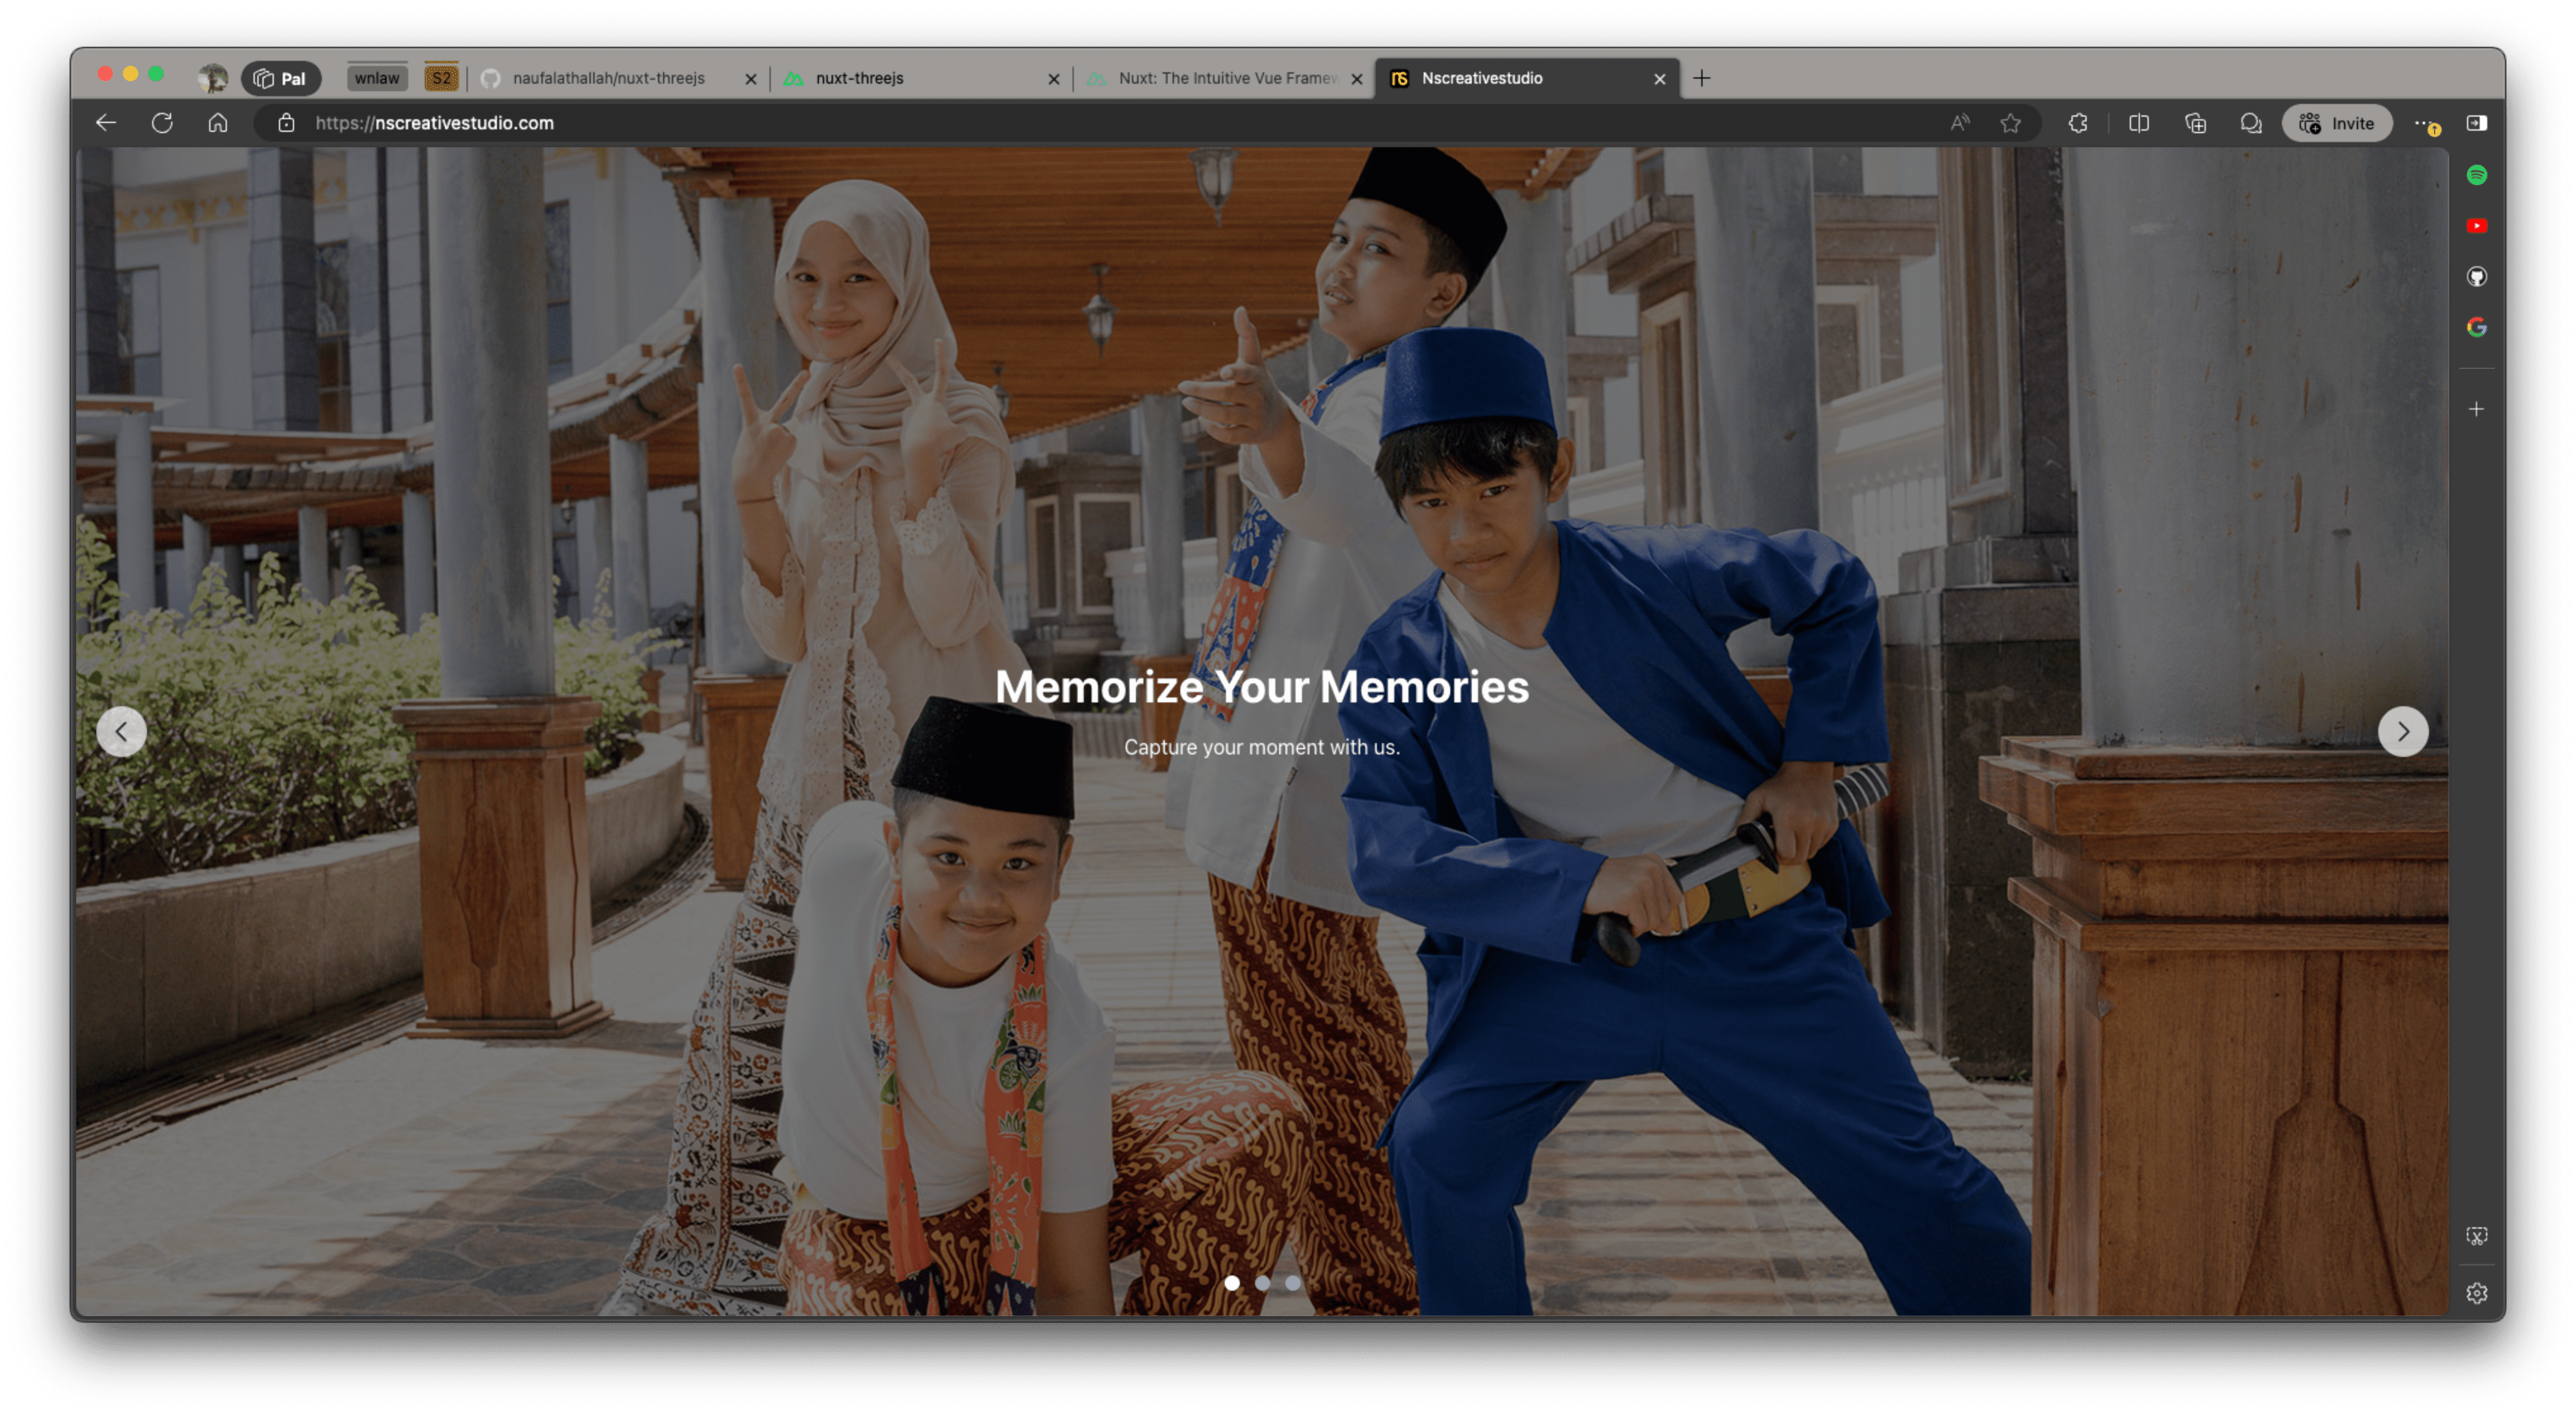 Pal
wnlaw
S2
naufalathallah/nuxt-threejs
nuxt-threejs
Nuxt: The Intuitive Vue Framew
ns
Nscreativestudio
https://nscreativestudio.com
Invite
Memorize Your Memories
Capture your moment with us.